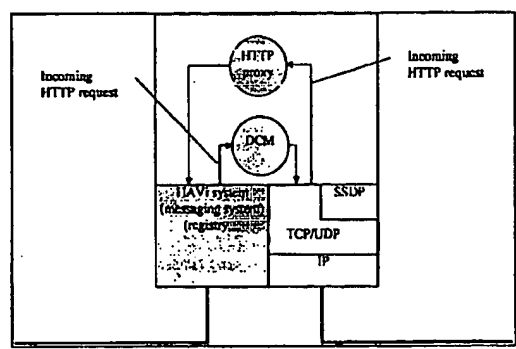 HTTP
proxy
Incoming
HTTP request
Incoming
HTTP request
DCM
HAVi system
(messaging system)
(registry
SSDP
TCP/UDP
IP